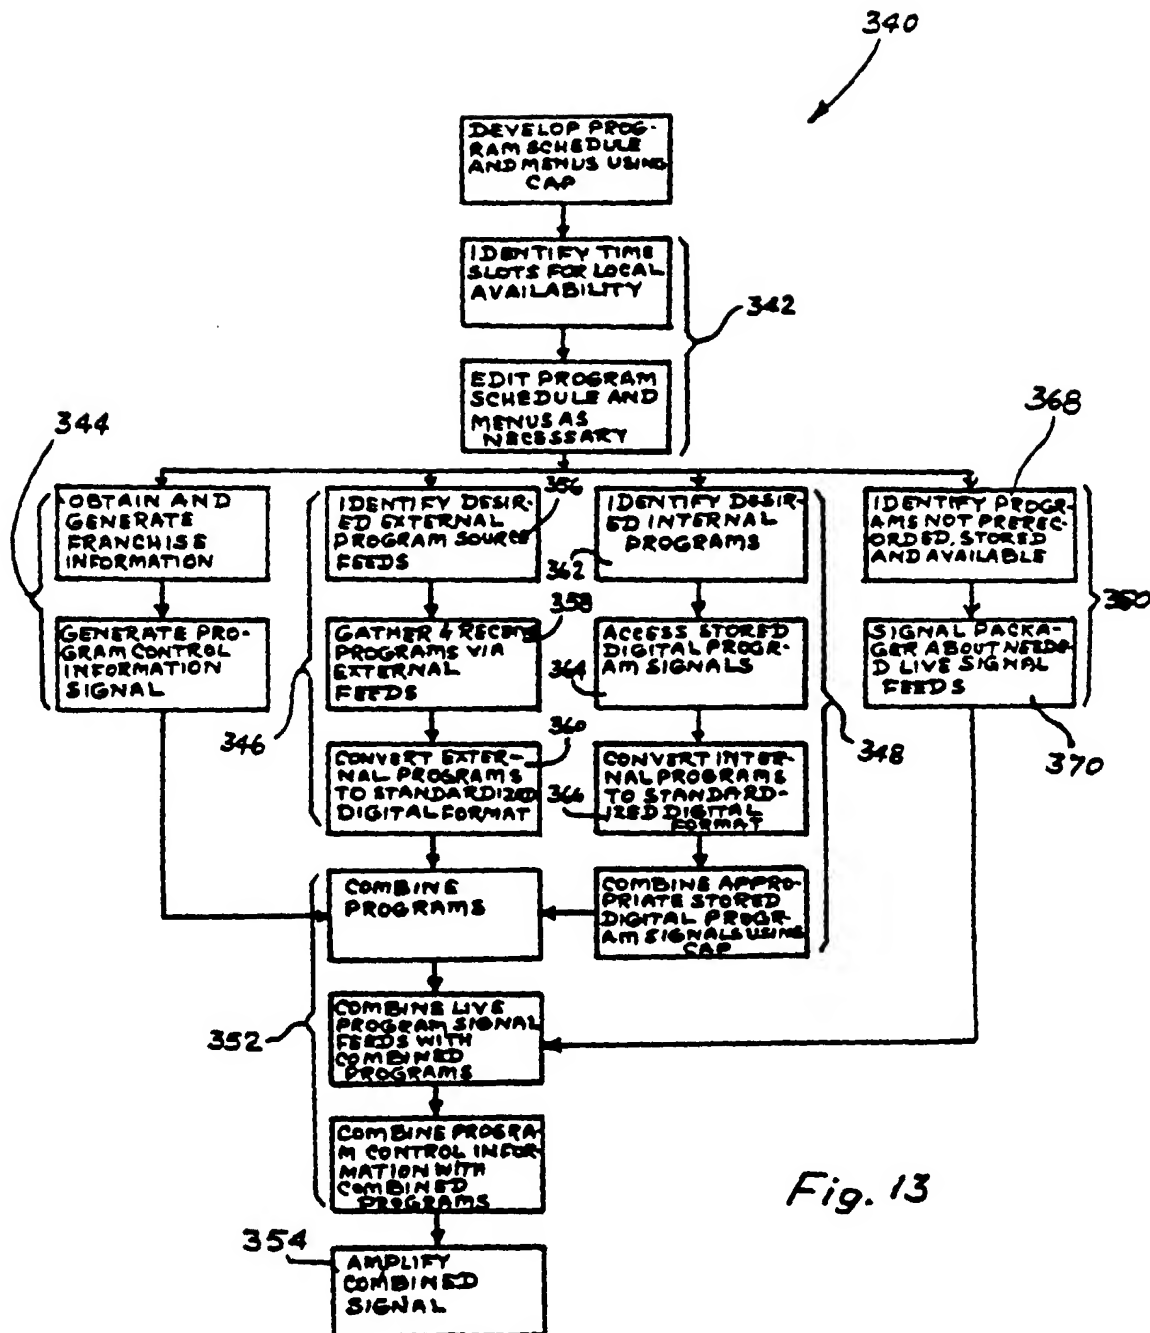 340
DEVELOP PROG-
RAM SCHEDULE
AND MENUS USING
CAP
IDENTIFY TIME
SLOTS FOR LOCAL
AVAILABILITY
342
EDIT PROGRAM
SCHEDULE AND
MENUS AS
NECESSARY
344
368
OBTAIN AND
GENERATE
FRANCHISE
INFORMATION
IDENTIFY DESIR-
ED EXTERNAL
PROGRAM SOURCE
FEEDS
356
IDENTIFY DESIR-
ED INTERNAL
PROGRAMS
362
IDENTIFY PROGR-
AMS NOT PREREC-
ORDED, STORED
AND AVAILABLE
350
GENERATE PRO-
GRAM CONTROL
INFORMATION
SIGNAL
GATHER & RECEIVE
PROGRAMS VIA
EXTERNAL
FEEDS
358
ACCESS STORED
DIGITAL PROGR-
AM SIGNALS
364
SIGNAL PACKA-
GER ABOUT NEED-
D LIVE SIGNAL
FEEDS
346
360
348
370
CONVERT EXTER-
NAL PROGRAMS
TO STANDARDIZED
DIGITAL FORMAT
366
CONVERT INTER-
NAL PROGRAMS
TO STANDARD-
IZED DIGITAL
FORMAT
COMBINE
PROGRAMS
COMBINE APPRO-
PRIATE STORED
DIGITAL PROGR-
AM SIGNALS USING
CAP
352
COMBINE LIVE
PROGRAM SIGNAL
FEEDS WITH
COMBINED
PROGRAMS
COMBINE PROGRA-
M CONTROL INFOR-
MATION WITH
COMBINED
PROGRAMS
Fig. 13
354
AMPLIFY
COMBINED
SIGNAL